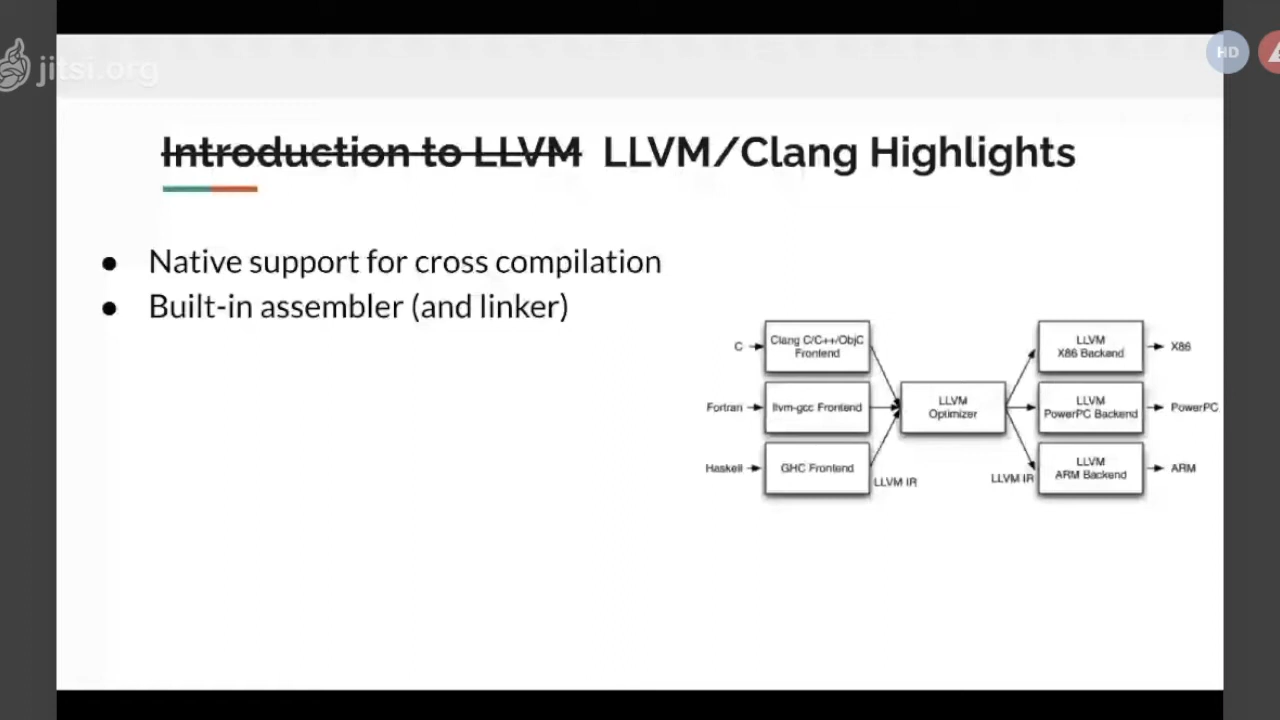 jitsi.org
HD
Introduction to LLVM LLVM/Clang Highlights
● Native support for cross compilation
● Built-in assembler (and linker)
C
Clang C/C++/ObjC
Frontend
LLVM
X86 Backend
X86
Fortran
llvm-gcc Frontend
LLVM
Optimizer
LLVM
PowerPC Backend
PowerPC
Haskell
GHC Frontend
LLVM IR
LLVM IR
LLVM
ARM Backend
ARM